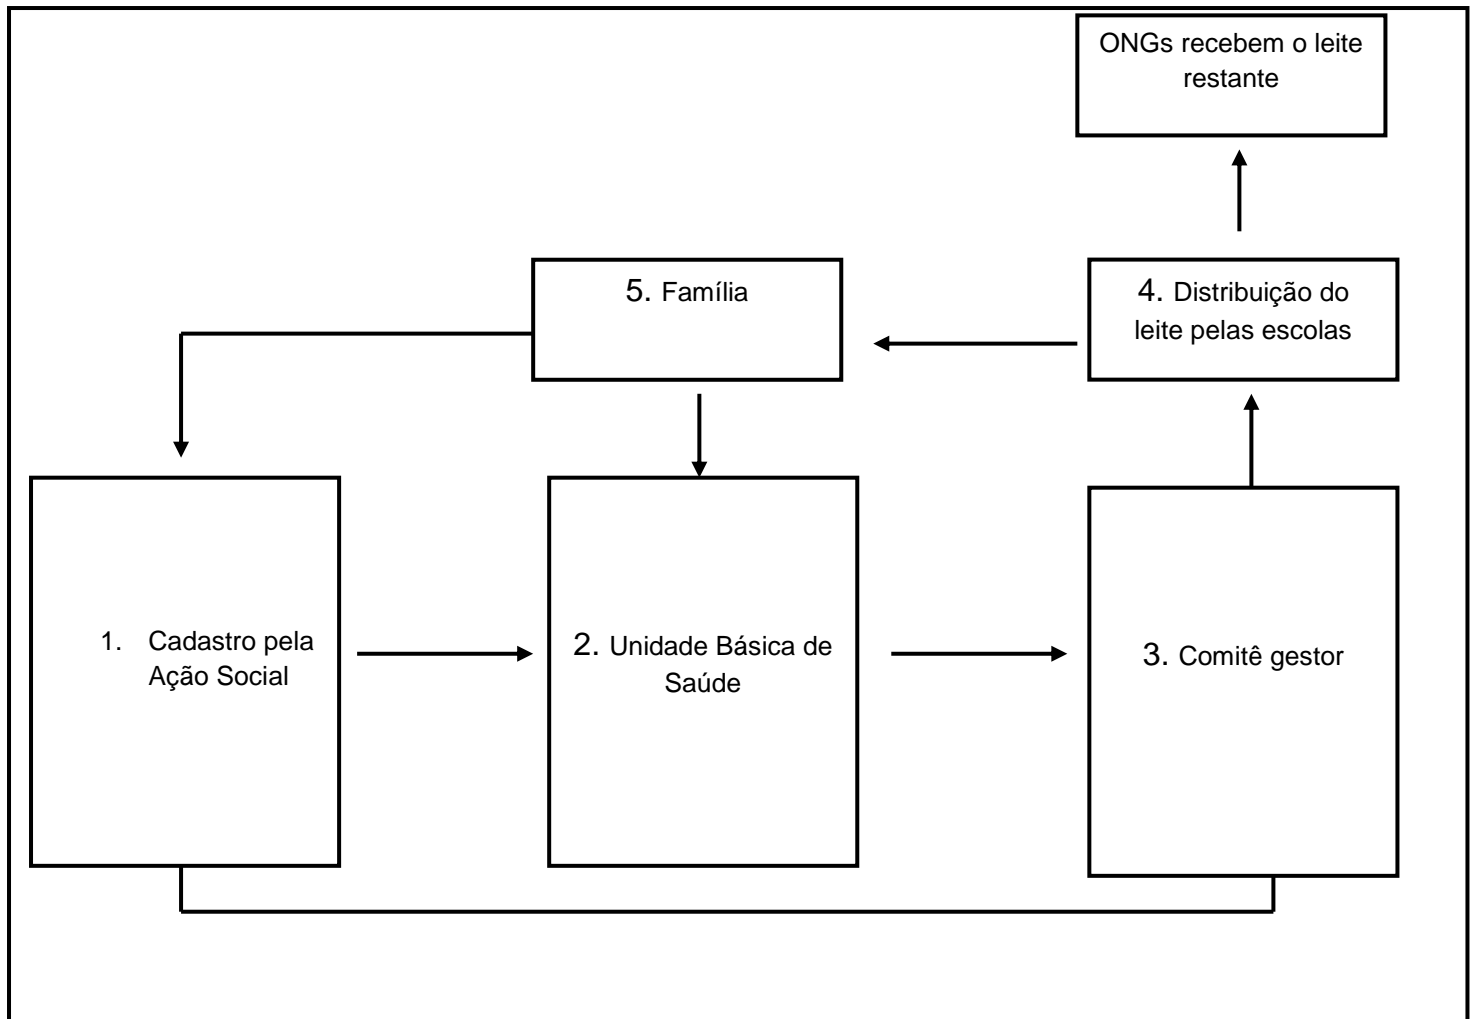 ONGs recebem o leite
restante
5. Família
4. Distribuição do
leite pelas escolas
1. Cadastro pela
Ação Social
2. Unidade Básica de
Saúde
3. Comitê gestor